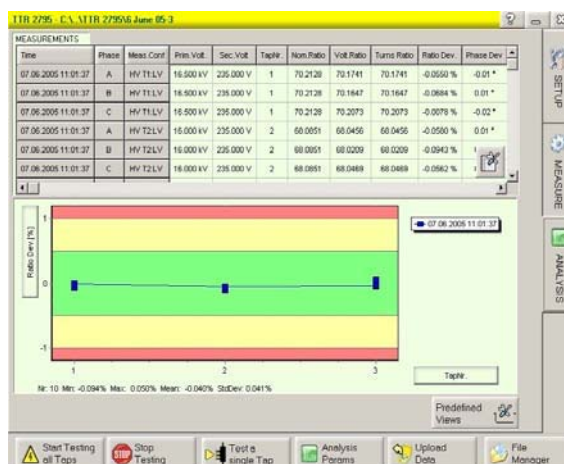 TTR 2795 - C:\..\TTR 2795\6 June 05-3
MEASUREMENTS
Time Phase Meas.Conf Prim.Volt. Sec.Volt TapNr. Nom.Ratio Volt.Ratio Turns Ratio Ratio Dev. Phase Dev
07.06.2005 11:01:37 A HV T1:LV 16.500 kV 235.000 V 1 70.2128 70.1741 70.1741 -0.0550 % -0.01 °
07.06.2005 11:01:37 B HV T1:LV 16.500 kV 235.000 V 1 70.2128 70.1647 70.1647 -0.0684 % 0.01 °
07.06.2005 11:01:37 C HV T1:LV 16.500 kV 235.000 V 1 70.2128 70.2073 70.2073 -0.0078 % -0.02 °
07.06.2005 11:01:37 A HV T2:LV 16.000 kV 235.000 V 2 68.0851 68.0456 68.0456 -0.0580 % 0.01 °
07.06.2005 11:01:37 B HV T2:LV 16.000 kV 235.000 V 2 68.0851 68.0209 68.0209 -0.0943 %
07.06.2005 11:01:37 C HV T2:LV 16.000 kV 235.000 V 2 68.0851 68.0469 68.0469 -0.0562 %
SETUP
MEASURE
ANALYSIS
Ratio Dev. [%]
1
0
-1
1 2 3
07.06.2005 11:01:37
TapNr.
Nr: 10 Min: -0.094% Max: 0.050% Mean: -0.040% StdDev: 0.041%
Predefined
Views
Start Testing
all Taps
Stop
Testing
Test a
single Tap
Analysis
Params
Upload
Data
File
Manager